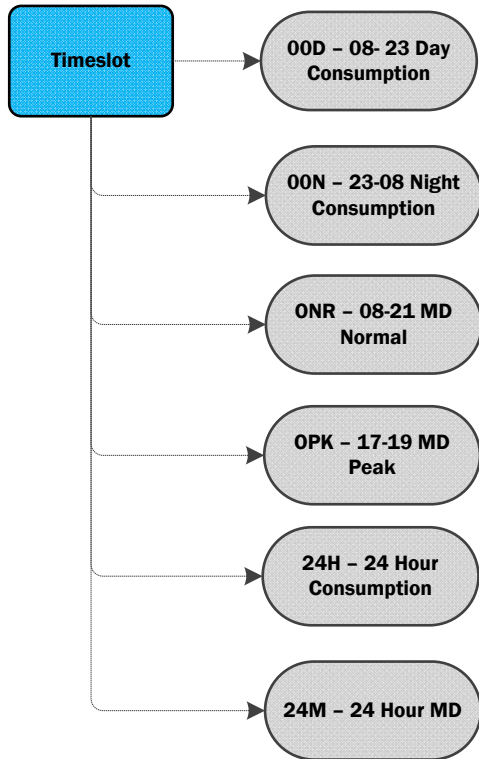 Timeslot
00D – 08- 23 Day
Consumption
00N – 23-08 Night
Consumption
0NR – 08-21 MD
Normal
0PK – 17-19 MD
Peak
24H – 24 Hour
Consumption
24M – 24 Hour MD